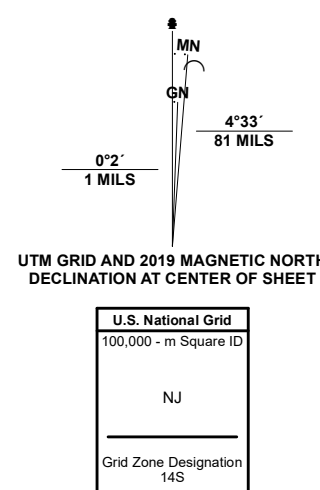 MN
GN
4°33´
81 MILS
0°2´
1 MILS
UTM GRID AND 2019 MAGNETIC NORTH
DECLINATION AT CENTER OF SHEET
U.S. National Grid
100,000 - m Square ID
NJ
Grid Zone Designation
14S